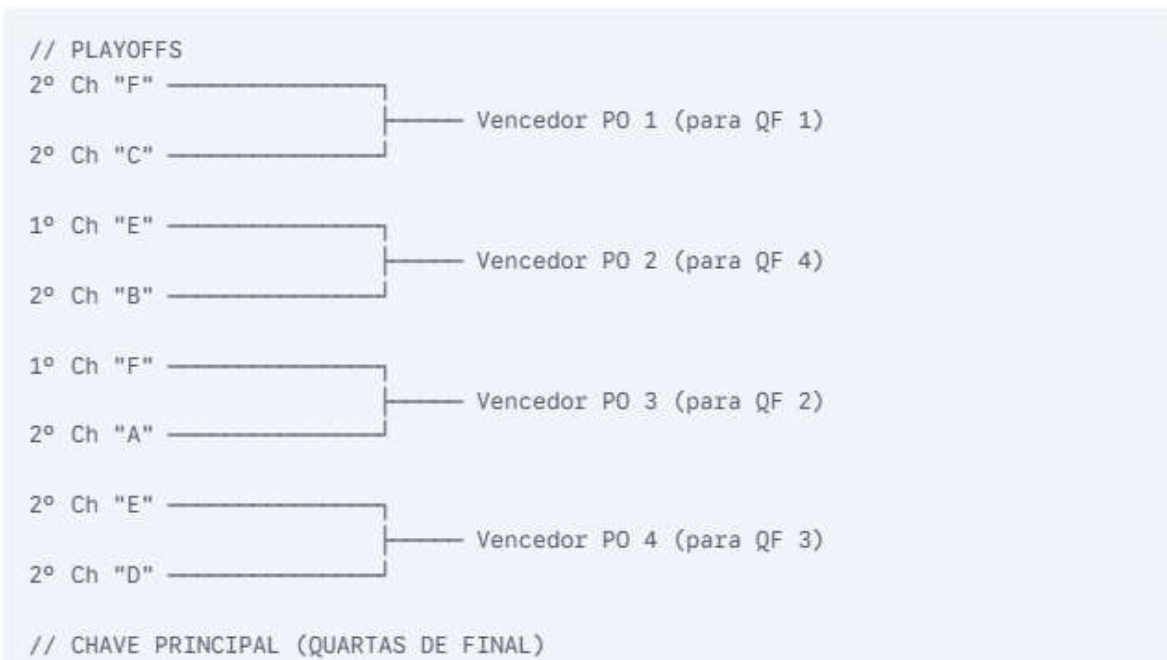 // PLAYOFFS
2º Ch "F"
Vencedor PO 1 (para QF 1)
2º Ch "C"
1º Ch "E"
Vencedor PO 2 (para QF 4)
2º Ch "B"
1º Ch "F"
Vencedor PO 3 (para QF 2)
2º Ch "A"
2º Ch "E"
Vencedor PO 4 (para QF 3)
2º Ch "D"
// CHAVE PRINCIPAL (QUARTAS DE FINAL)